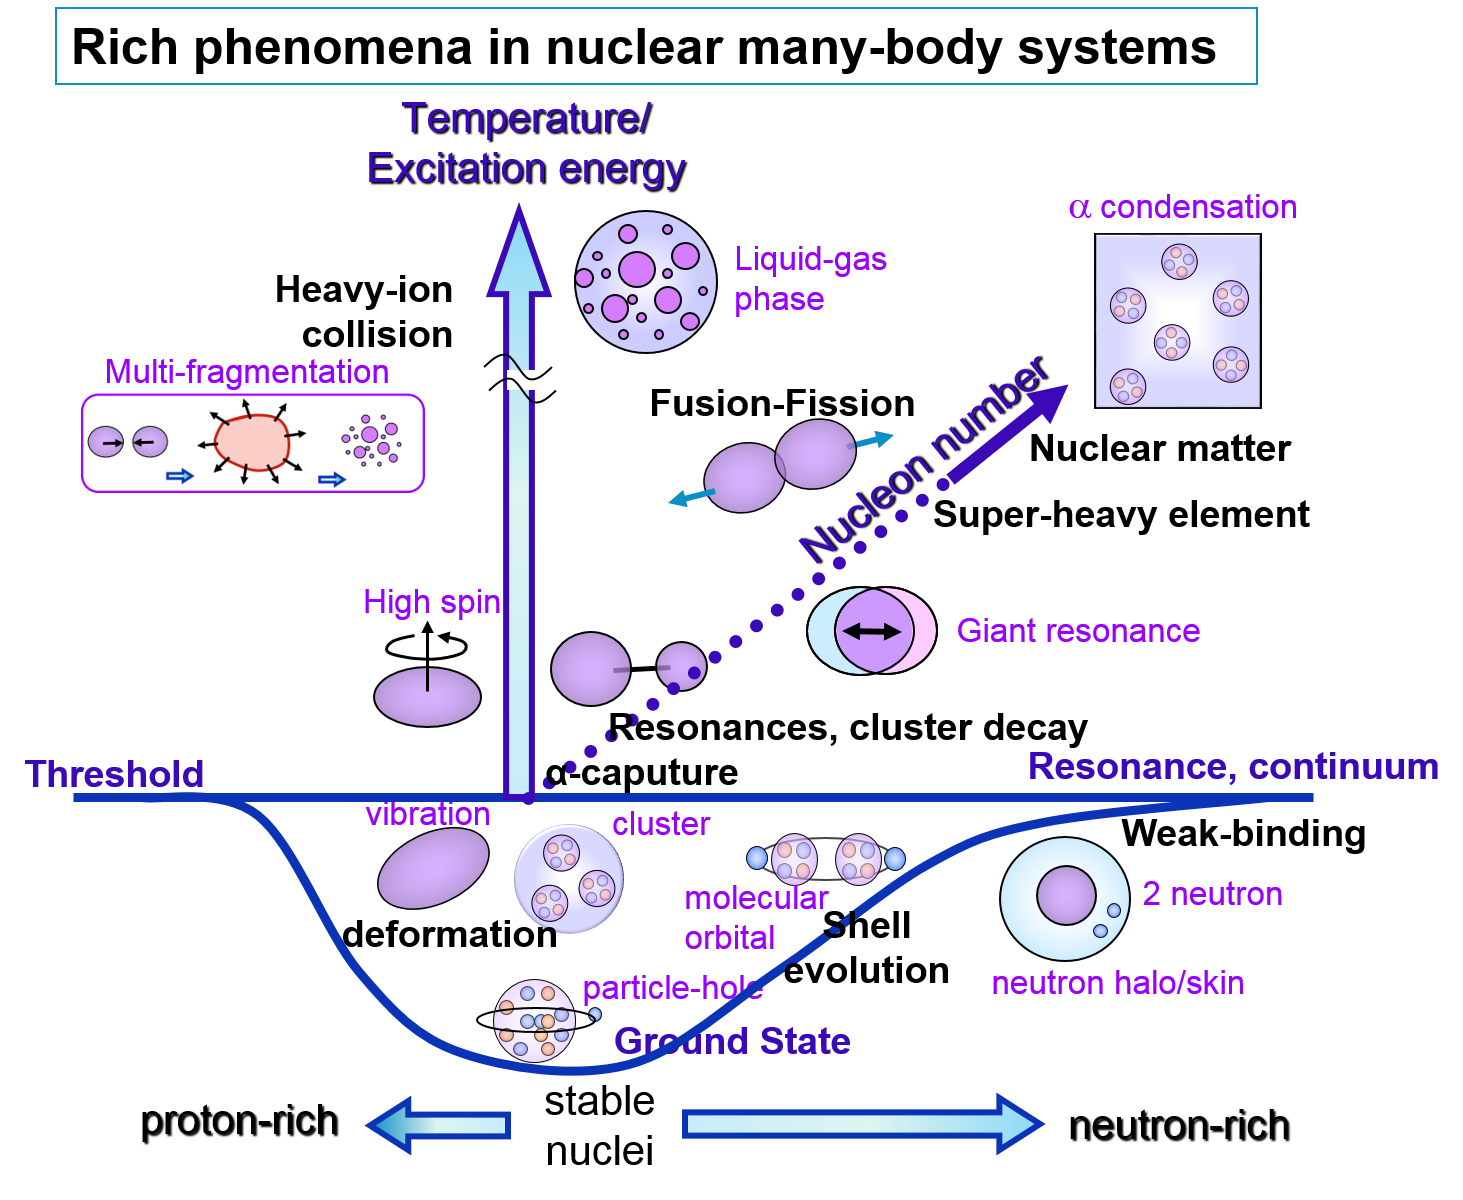 Rich phenomena in nuclear many-body systems
Temperature/
Excitation energy
α condensation
Liquid-gas
phase
Heavy-ion
collision
Multi-fragmentation
Fusion-Fission
Nucleon number
Nuclear matter
Super-heavy element
High spin
Giant resonance
Resonances, cluster decay
α-caputure
Threshold
Resonance, continuum
vibration
cluster
Weak-binding
molecular
orbital
2 neutron
deformation
Shell
evolution
particle-hole
neutron halo/skin
Ground State
stable
nuclei
proton-rich
neutron-rich